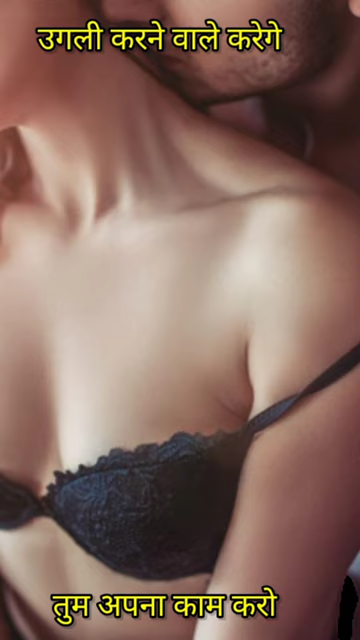 उगली करने वाले करेगे
तुम अपना काम करो